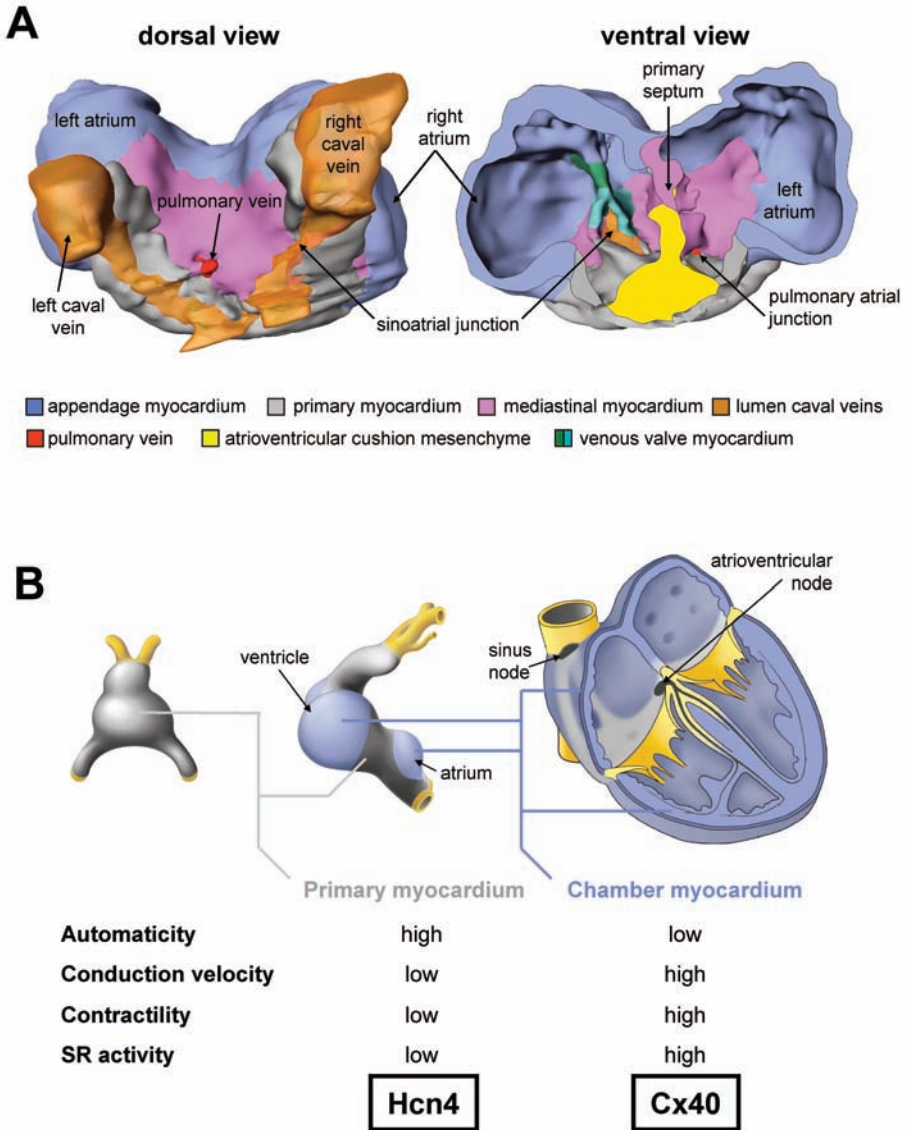 A
dorsal view
ventral view
left atrium
right
caval
vein
right
atrium
primary
septum
left
atrium
pulmonary vein
left caval
vein
sinoatrial junction
pulmonary atrial
junction
appendage myocardium primary myocardium mediastinal myocardium lumen caval veins
pulmonary vein atrioventricular cushion mesenchyme venous valve myocardium
B
atrioventricular
node
sinus
node
ventricle
atrium
Primary myocardium Chamber myocardium
Automaticity high low
Conduction velocity low high
Contractility low high
SR activity low high
Hcn4 Cx40